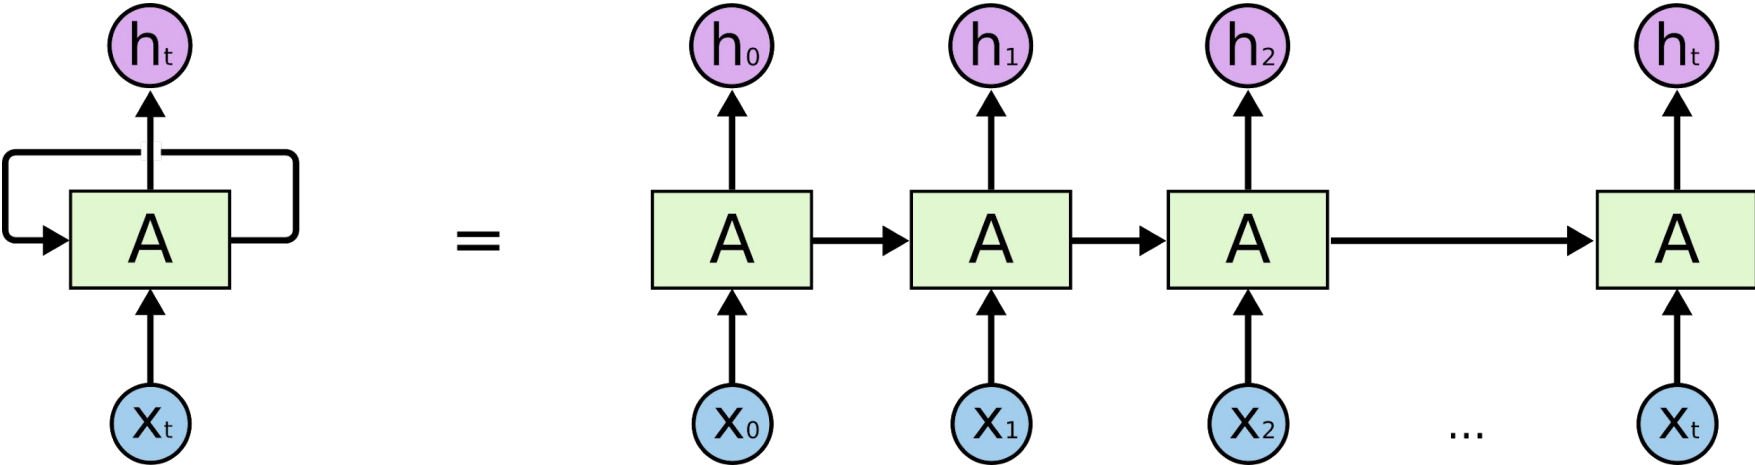 hₜ h₀ h₁ h₂ hₜ
A = A A A A
xₜ x₀ x₁ x₂ ... xₜ